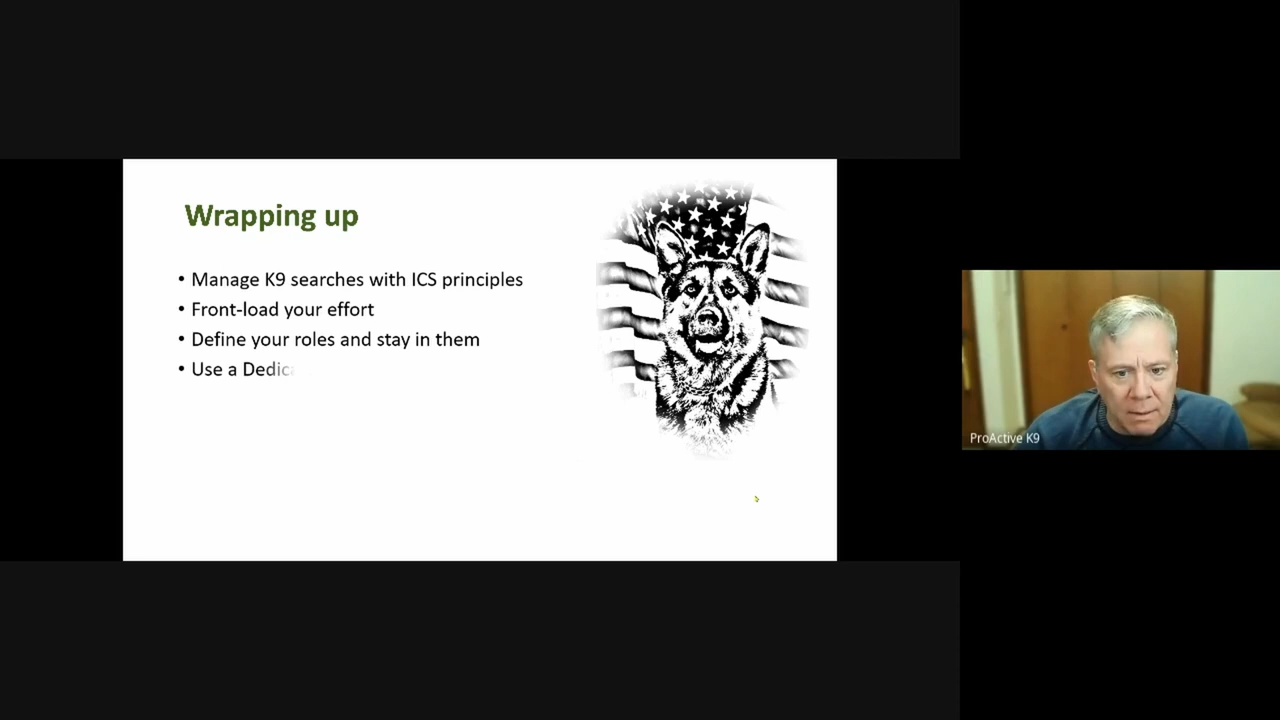 Wrapping up
• Manage K9 searches with ICS principles
• Front-load your effort
• Define your roles and stay in them
• Use a
ProActive K9